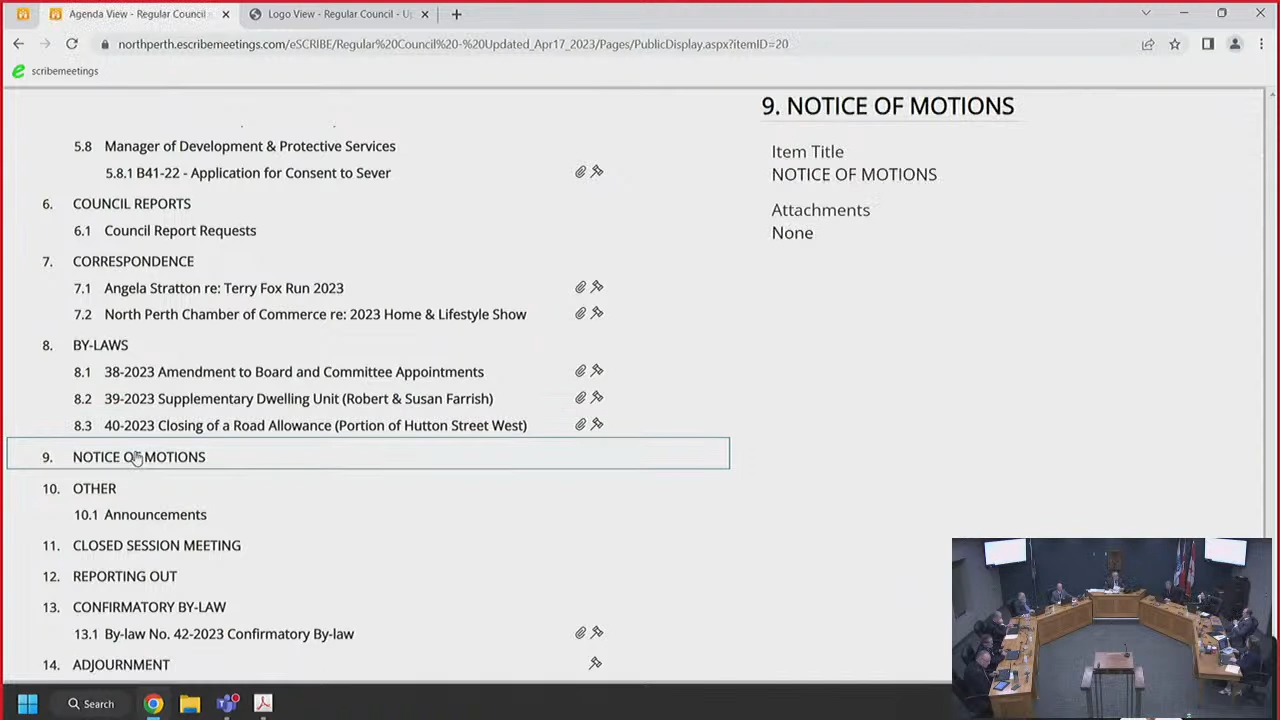 Agenda View - Regular Council
Logo View - Regular Council - Up
northperth.escribemeetings.com/eSCRIBE/Regular%20Council%20-%20Updated_Apr17_2023/Pages/PublicDisplay.aspx?itemID=20
scribemeetings
5.8 Manager of Development & Protective Services
5.8.1 B41-22 - Application for Consent to Sever
6. COUNCIL REPORTS
6.1 Council Report Requests
7. CORRESPONDENCE
7.1 Angela Stratton re: Terry Fox Run 2023
7.2 North Perth Chamber of Commerce re: 2023 Home & Lifestyle Show
8. BY-LAWS
8.1 38-2023 Amendment to Board and Committee Appointments
8.2 39-2023 Supplementary Dwelling Unit (Robert & Susan Farrish)
8.3 40-2023 Closing of a Road Allowance (Portion of Hutton Street West)
9. NOTICE OF MOTIONS
10. OTHER
10.1 Announcements
11. CLOSED SESSION MEETING
12. REPORTING OUT
13. CONFIRMATORY BY-LAW
13.1 By-law No. 42-2023 Confirmatory By-law
14. ADJOURNMENT
9. NOTICE OF MOTIONS
Item Title
NOTICE OF MOTIONS
Attachments
None
Search